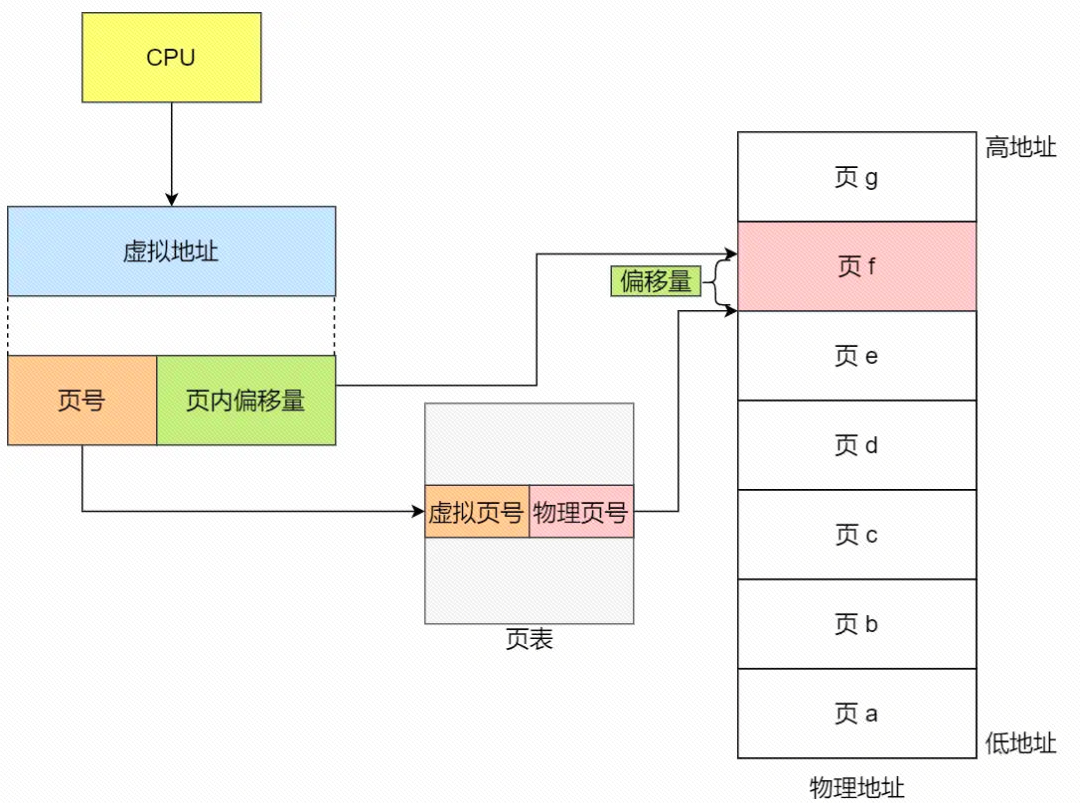 CPU
虚拟地址
页号
页内偏移量
虚拟页号
物理页号
页表
偏移量
高地址
页 g
页 f
页 e
页 d
页 c
页 b
页 a
低地址
物理地址